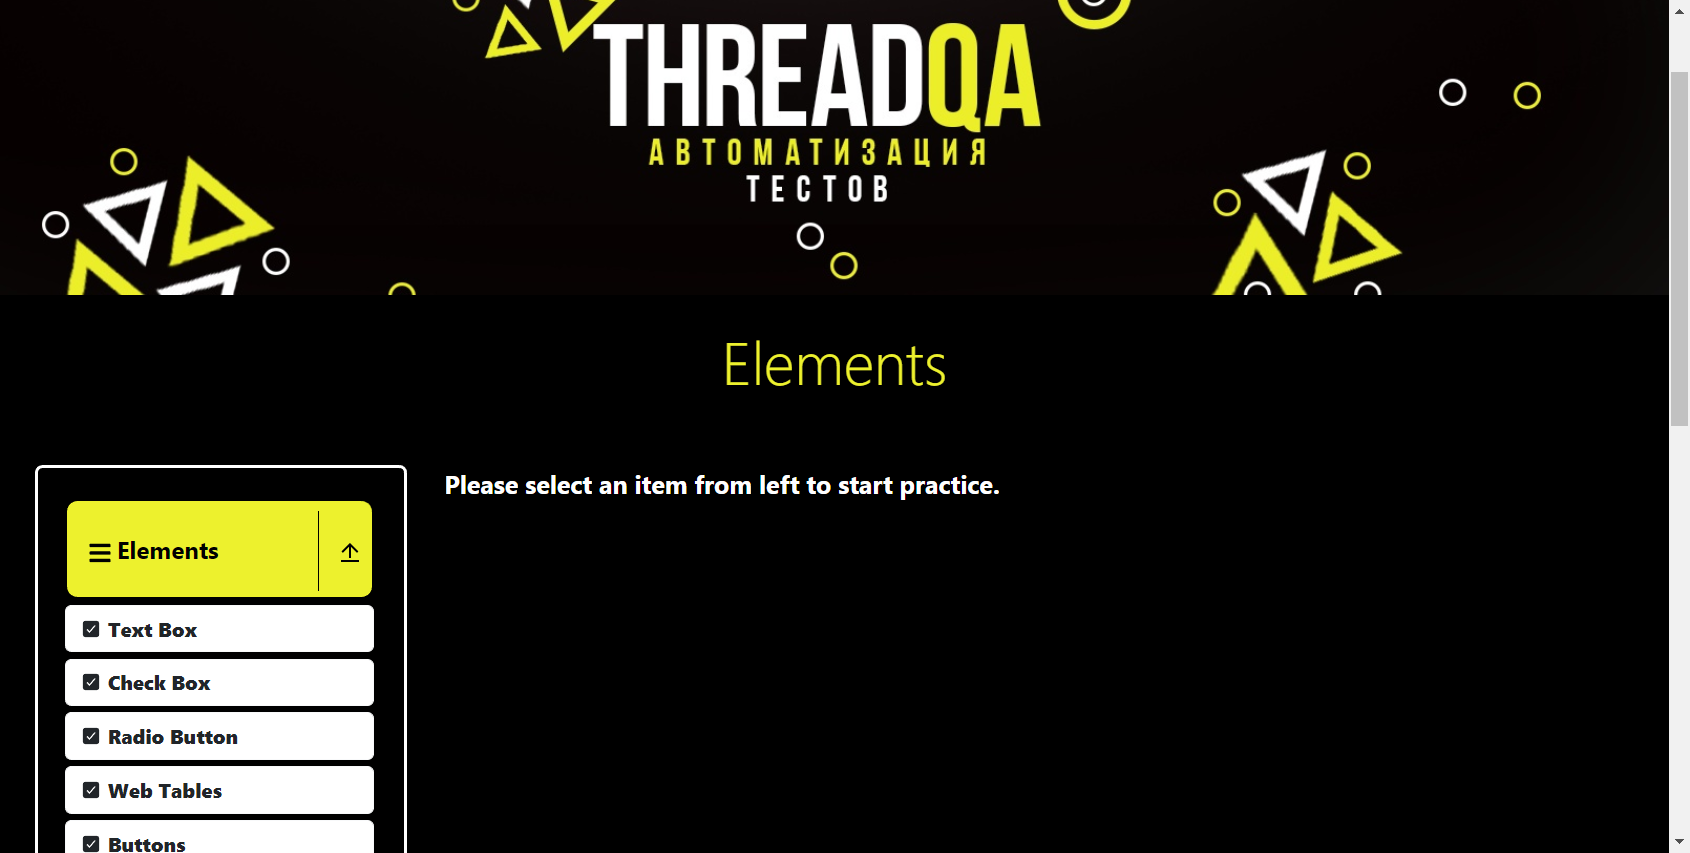 THREADQA
АВТОМАТИЗАЦИЯ
ТЕСТОВ
Elements
Please select an item from left to start practice.
Elements
Text Box
Check Box
Radio Button
Web Tables
Buttons